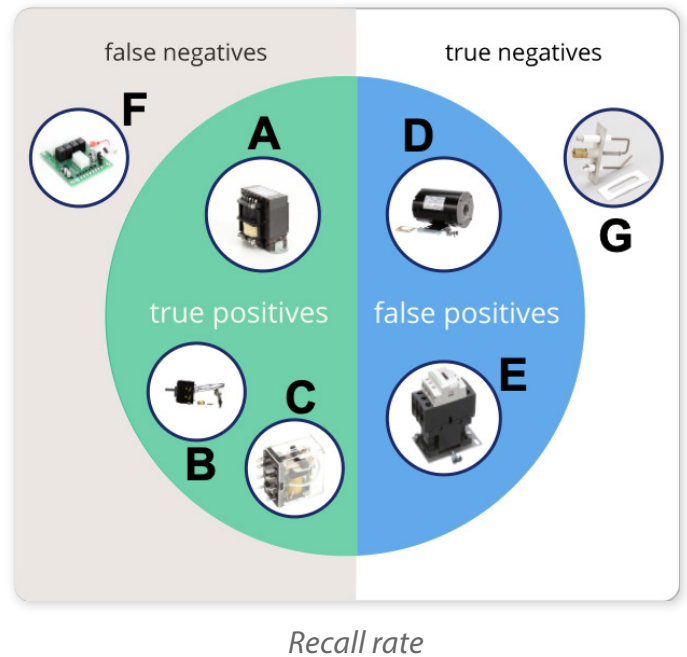 false negatives
true negatives
F
A
D
G
true positives
false positives
E
C
B
Recall rate